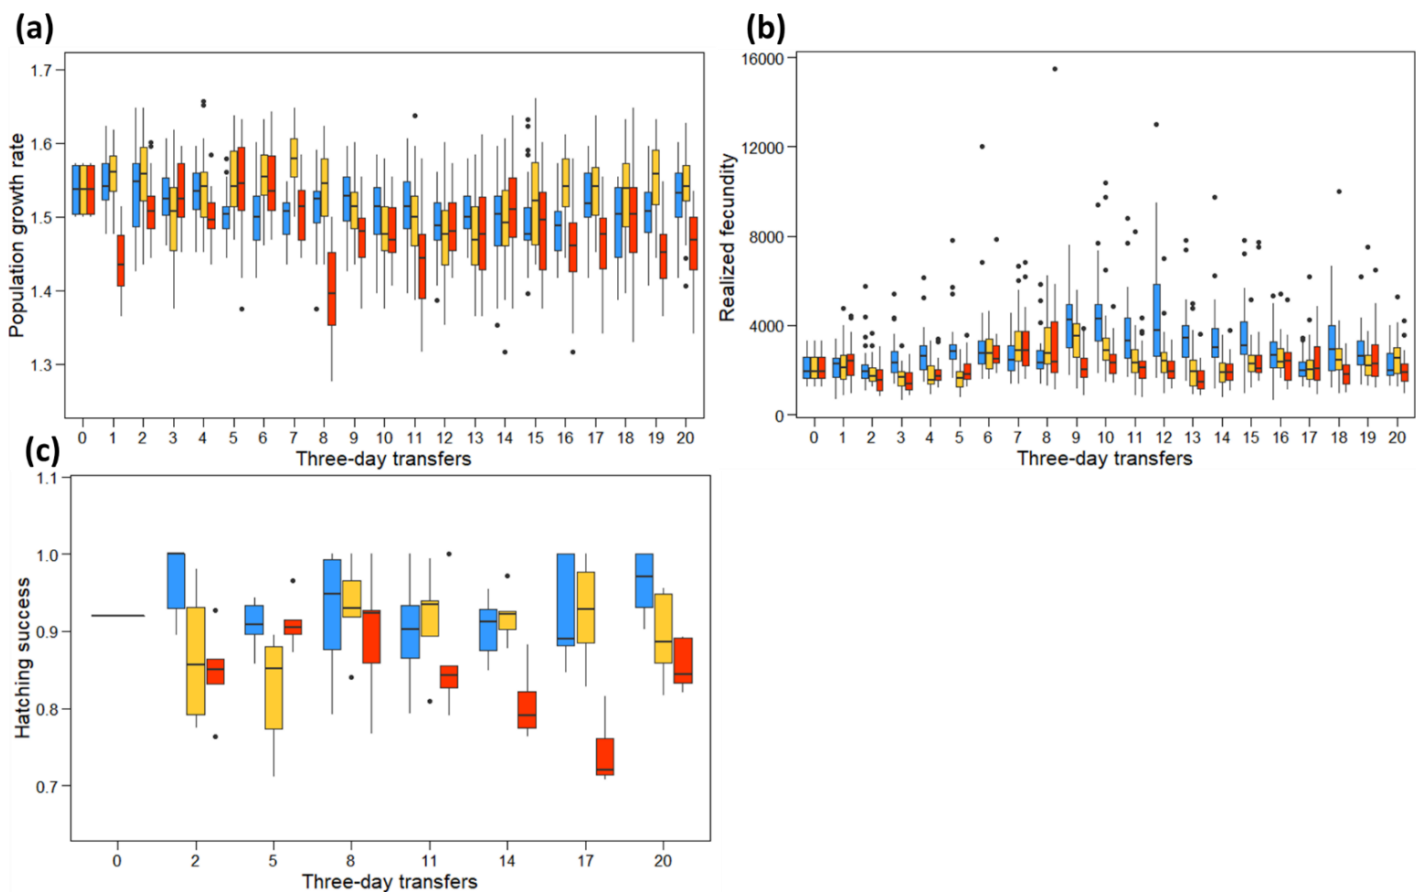 (a)
Population growth rate
1.7
1.6
1.5
1.4
1.3
0 1 2 3 4 5 6 7 8 9 10 11 12 13 14 15 16 17 18 19 20
Three-day transfers
(b)
Realized fecundity
16000
12000
8000
4000
0
0 1 2 3 4 5 6 7 8 9 10 11 12 13 14 15 16 17 18 19 20
Three-day transfers
(c)
Hatching success
1.1
1.0
0.9
0.8
0.7
0 2 5 8 11 14 17 20
Three-day transfers